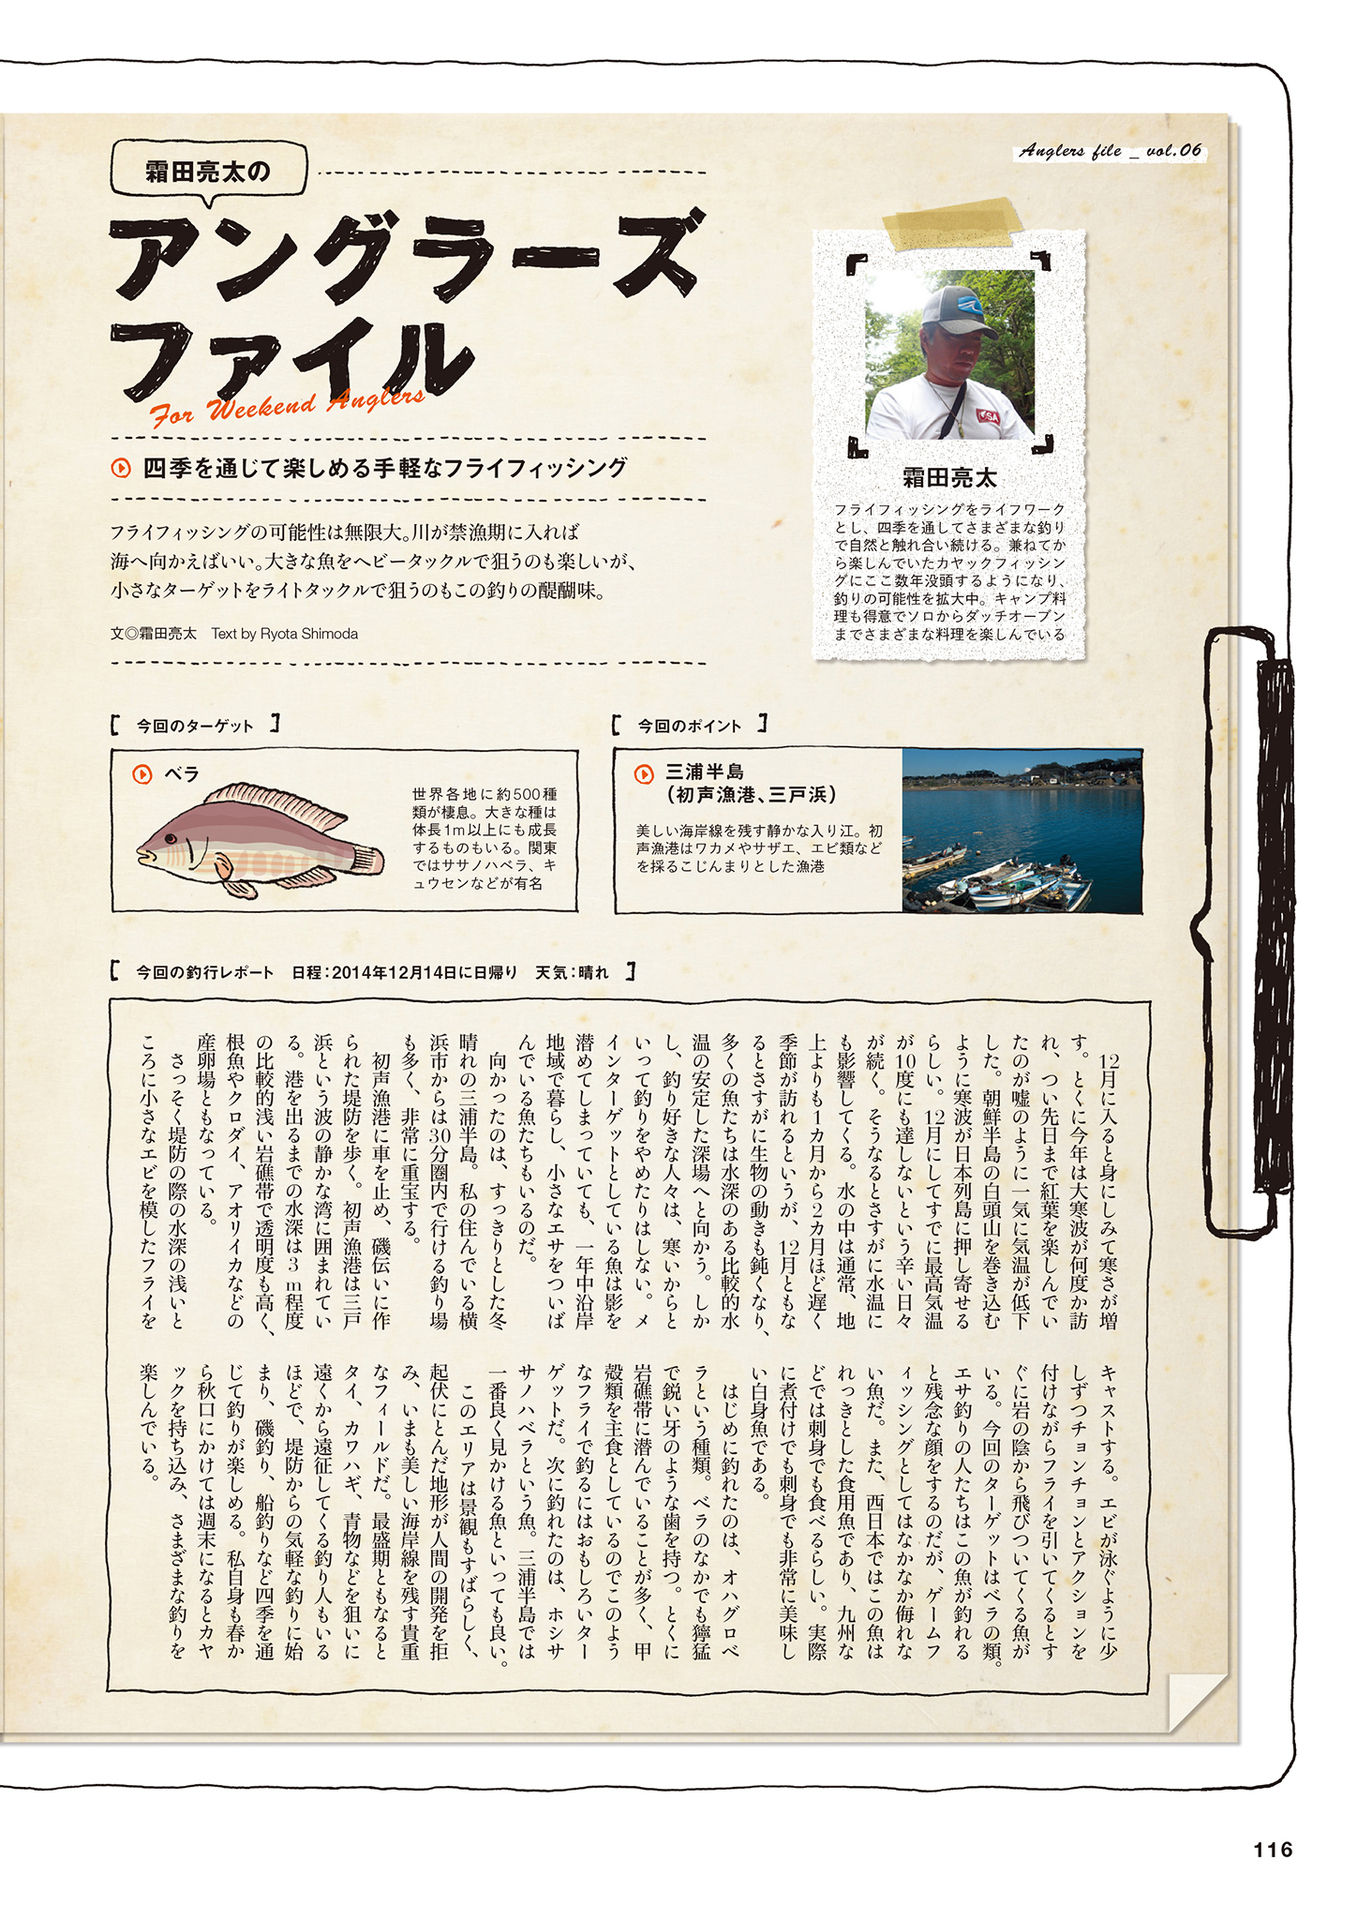 Anglers file _ vol.06
霜田亮太の
アングラーズ
ファイル
For Weekend Anglers
四季を通じて楽しめる手軽なフライフィッシング
フライフィッシングの可能性は無限大。川が禁漁期に入れば
海へ向かえばいい。大きな魚をヘビータックルで狙うのも楽しいが、
小さなターゲットをライトタックルで狙うのもこの釣りの醍醐味。
文◎霜田亮太 Text by Ryota Shimoda
霜田亮太
フライフィッシングをライフワーク
とし、四季を通してさまざまな釣り
で自然と触れ合い続ける。兼ねてか
ら楽しんでいたカヤックフィッシン
グにここ数年没頭するようになり、
釣りの可能性を拡大中。キャンプ料
理も得意でソロからダッチオーブン
までさまざまな料理を楽しんでいる
今回のターゲット
ベラ
世界各地に約500種
類が棲息。大きな種は
体長1m以上にも成長
するものもいる。関東
ではササノハベラ、キ
ュウセンなどが有名
今回のポイント
三浦半島
（初声漁港、三戸浜）
美しい海岸線を残す静かな入り江。初
声漁港はワカメやサザエ、エビ類など
を採るこじんまりとした漁港
今回の釣行レポート 日程：2014年12月14日に日帰り 天気：晴れ
12月に入ると身にしみて寒さが増
す。とくに今年は大寒波が何度か訪
れ、つい先日まで紅葉を楽しんでい
たのが嘘のように一気に気温が低下
した。朝鮮半島の白頭山を巻き込む
ように寒波が日本列島に押し寄せる
らしい。12月にしてすでに最高気温
が10度にも達しないという辛い日々
が続く。そうなるとさすがに水温に
も影響してくる。水の中は通常、地
上よりも1カ月から2カ月ほど遅く
季節が訪れるというが、12月ともな
るとさすがに生物の動きも鈍くなり、
多くの魚たちは水深のある比較的水
温の安定した深場へと向かう。しか
し、釣り好きな人々は、寒いからと
いって釣りをやめたりはしない。メ
インターゲットとしている魚は影を
潜めてしまっていても、一年中沿岸
地域で暮らし、小さなエサをついば
んでいる魚たちもいるのだ。
向かったのは、すっきりとした冬
晴れの三浦半島。私の住んでいる横
浜市からは30分圏内で行ける釣り場
も多く、非常に重宝する。
初声漁港に車を止め、磯伝いに作
られた堤防を歩く。初声漁港は三戸
浜という波の静かな湾に囲まれてい
る。港を出るまでの水深は3m程度
の比較的浅い岩礁帯で透明度も高く、
根魚やクロダイ、アオリイカなどの
産卵場ともなっている。
さっそく堤防の際の水深の浅いと
ころに小さなエビを模したフライを
キャストする。エビが泳ぐように少
しずつチョンチョンとアクションを
付けながらフライを引いてくるとす
ぐに岩の陰から飛びついてくる魚が
いる。今回のターゲットはベラの類。
エサ釣りの人たちはこの魚が釣れる
と残念な顔をするのだが、ゲームフ
ィッシングとしてはなかなか侮れな
い魚だ。また、西日本ではこの魚は
れっきとした食用魚であり、九州な
どでは刺身でも食べるらしい。実際
に煮付けでも刺身でも非常に美味し
い白身魚である。
はじめに釣れたのは、オハグロベ
ラという種類。ベラのなかでも獰猛
で鋭い牙のような歯を持つ。とくに
岩礁帯に潜んでいることが多く、甲
殻類を主食としているのでこのよう
なフライで釣るにはおもしろいター
ゲットだ。次に釣れたのは、ホシサ
サノハベラという魚。三浦半島では
一番良く見かける魚といっても良い。
このエリアは景観もすばらしく、
起伏にとんだ地形が人間の開発を拒
み、いまも美しい海岸線を残す貴重
なフィールドだ。最盛期ともなると
タイ、カワハギ、青物などを狙いに
遠くから遠征してくる釣り人もいる
ほどで、堤防からの気軽な釣りに始
まり、磯釣り、船釣りなど四季を通
じて釣りが楽しめる。私自身も春か
ら秋口にかけては週末になるとカヤ
ックを持ち込み、さまざまな釣りを
楽しんでいる。
116